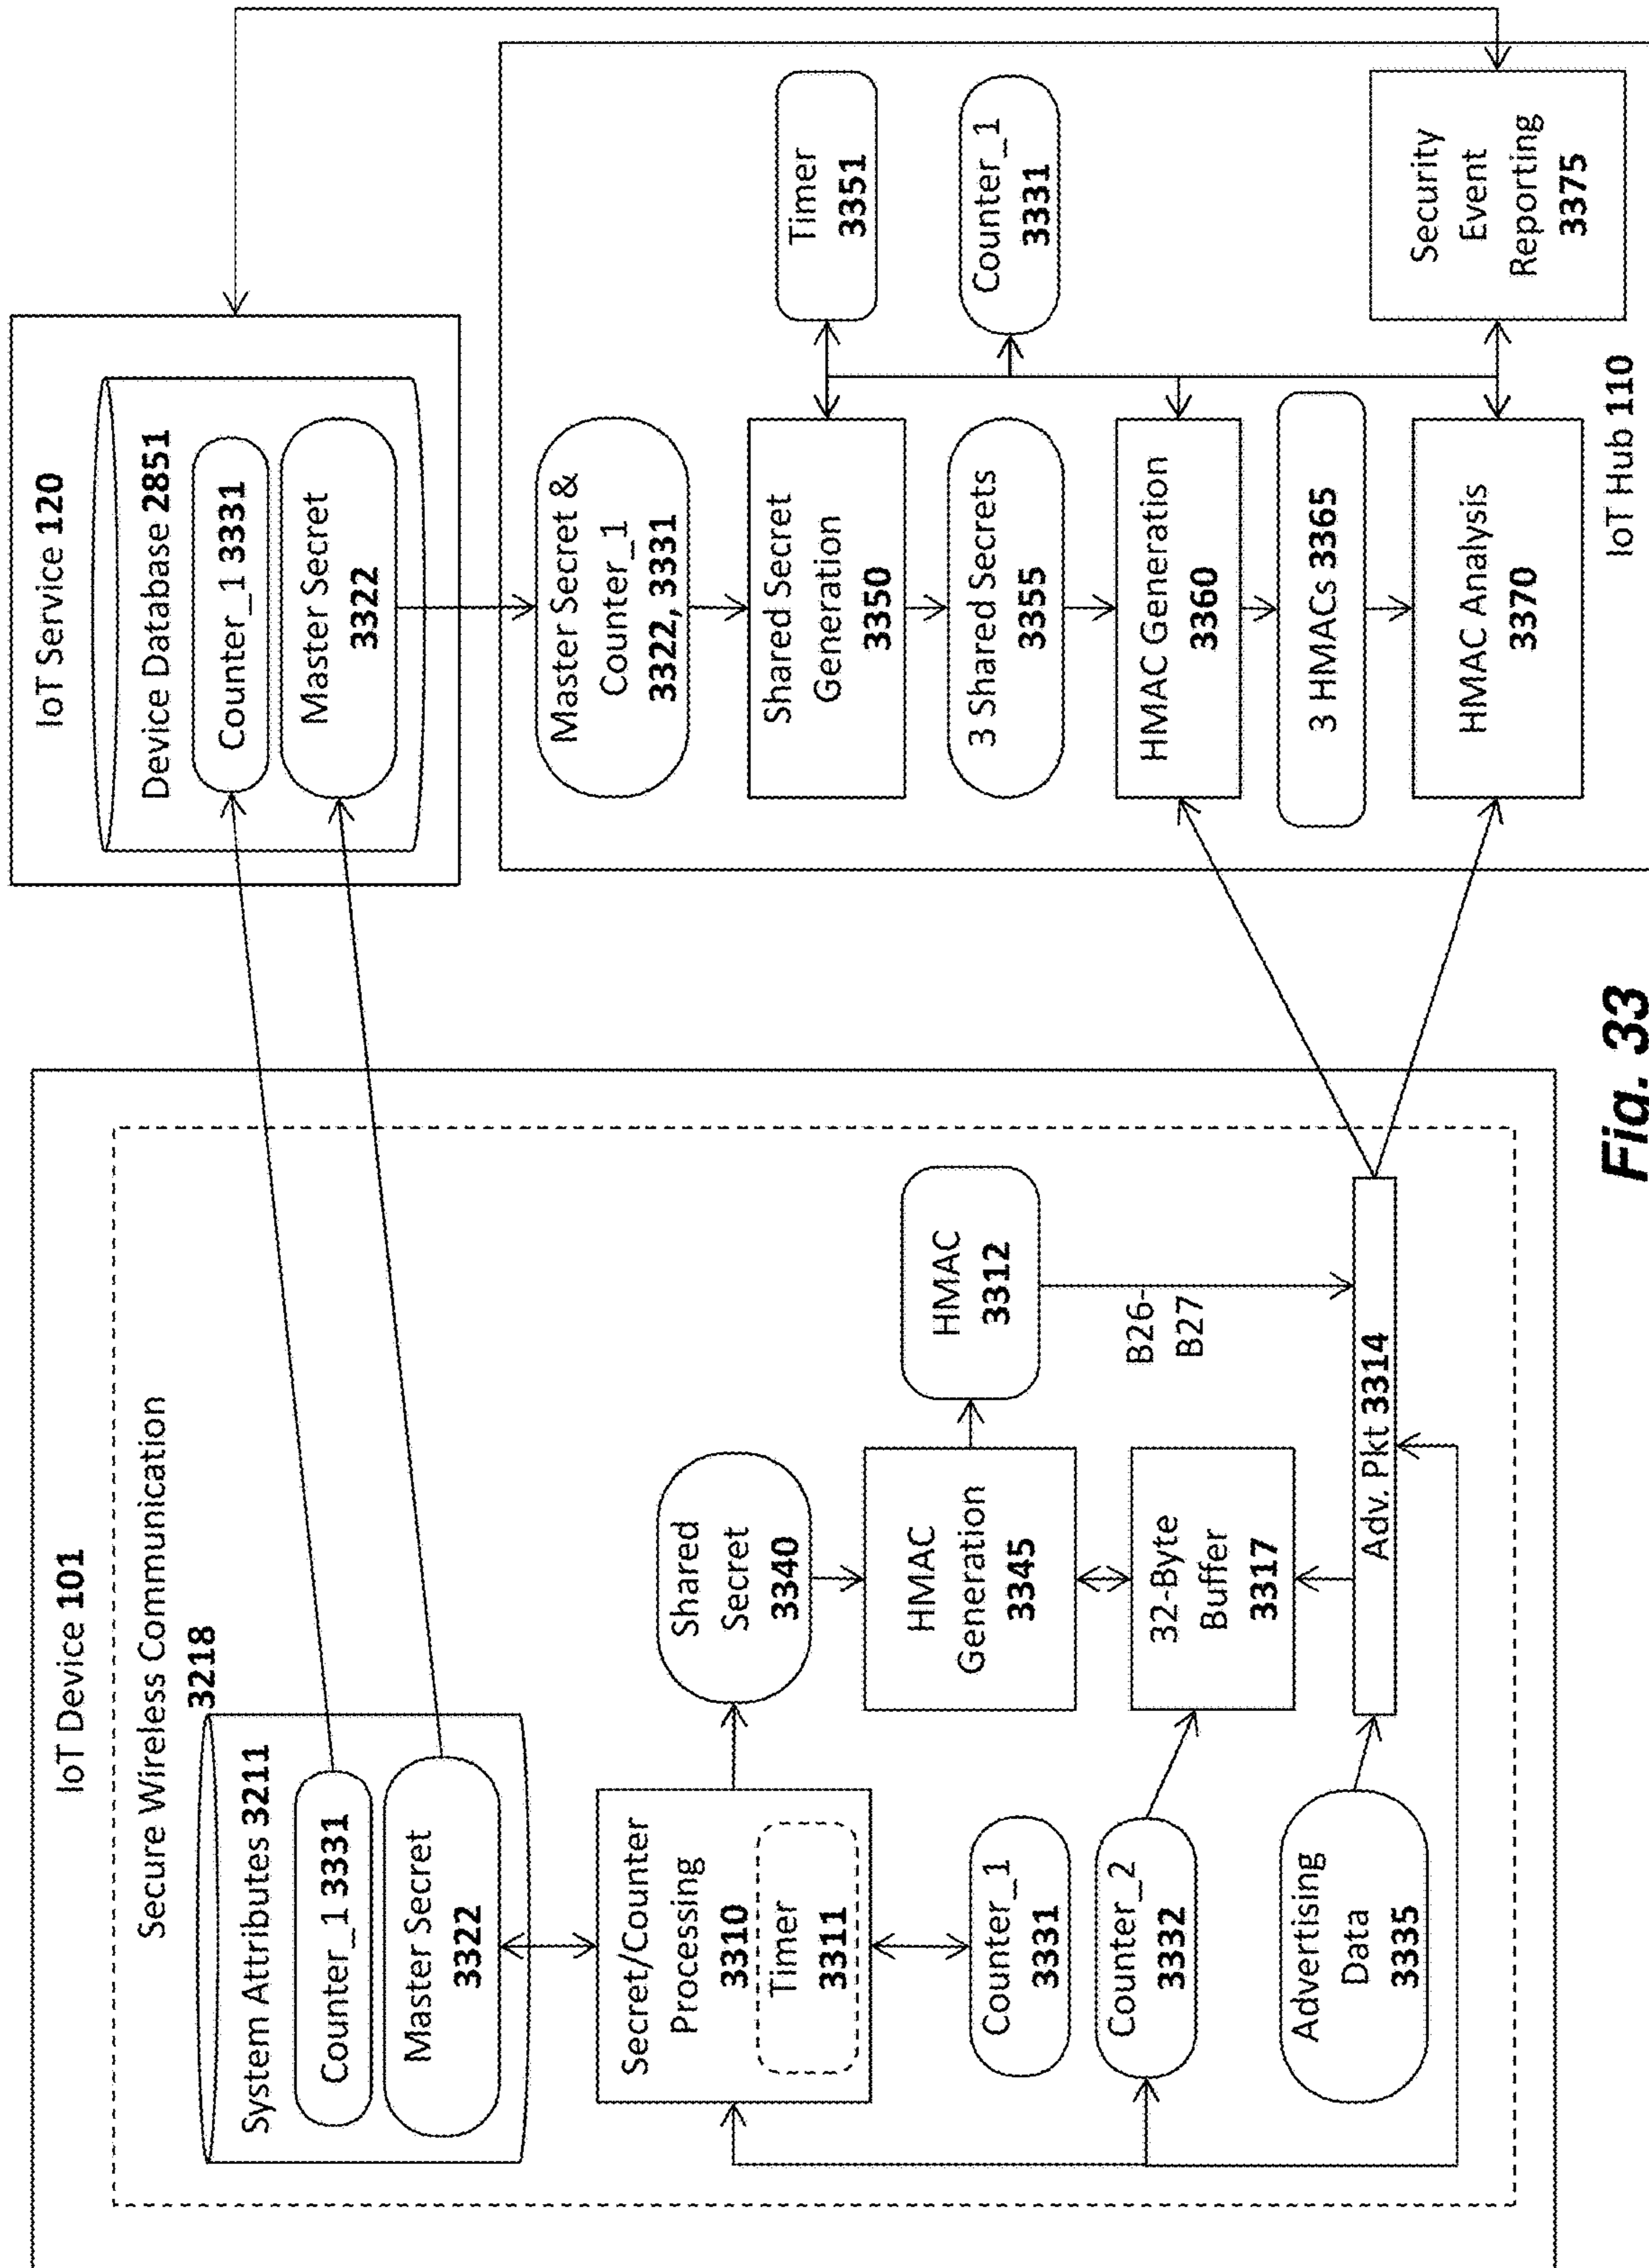 IoT Device 101
Secure Wireless Communication
3218
System Attributes 3211
Counter_1 3331
Master Secret
3322
Secret/Counter
Processing
3310
Timer
3311
Shared
Secret
3340
Counter_1
3331
HMAC
Generation
3345
HMAC
3312
Counter_2
3332
32-Byte
Buffer
3317
B26-
B27
Advertising
Data
3335
Adv. Pkt 3314
IoT Service 120
Device Database 2851
Counter_1 3331
Master Secret
3322
Master Secret &
Counter_1
3322, 3331
Shared Secret
Generation
3350
Timer
3351
3 Shared Secrets
3355
Counter_1
3331
HMAC Generation
3360
3 HMACs 3365
HMAC Analysis
3370
Security
Event
Reporting
3375
IoT Hub 110
Fig. 33